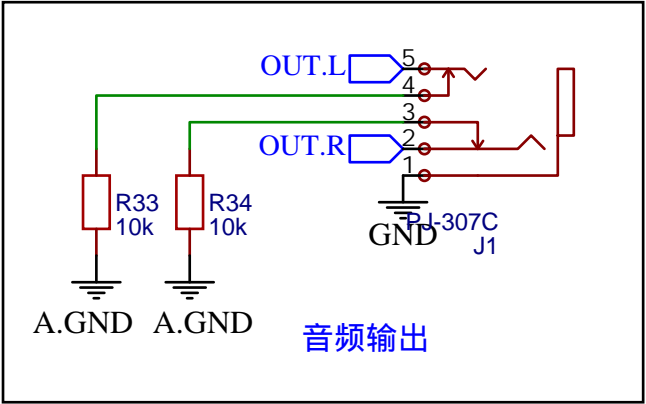 OUT.L
5
4
3
OUT.R
2
1
R33
10k
R34
10k
PJ-307C
GND
J1
A.GND
A.GND
音频输出